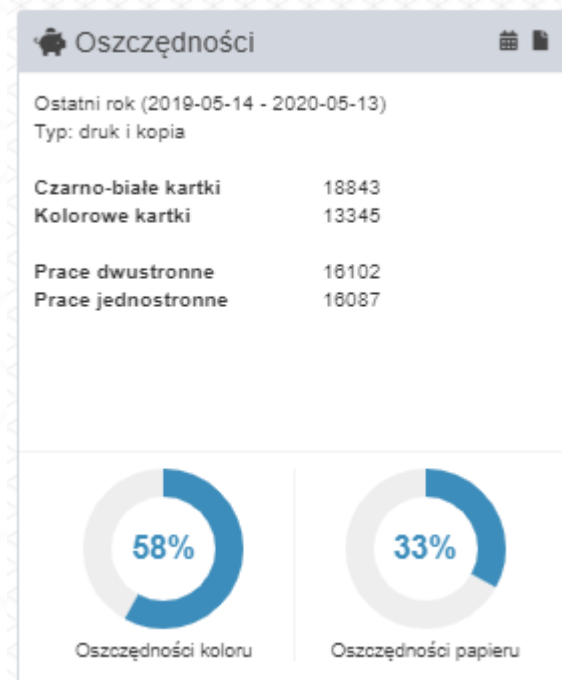 Oszczędności
Ostatni rok (2019-05-14 - 2020-05-13)
Typ: druk i kopia
Czarno-białe kartki 18843
Kolorowe kartki 13345
Prace dwustronne 16102
Prace jednostronne 16087
58% 33%
Oszczędności koloru Oszczędności papieru